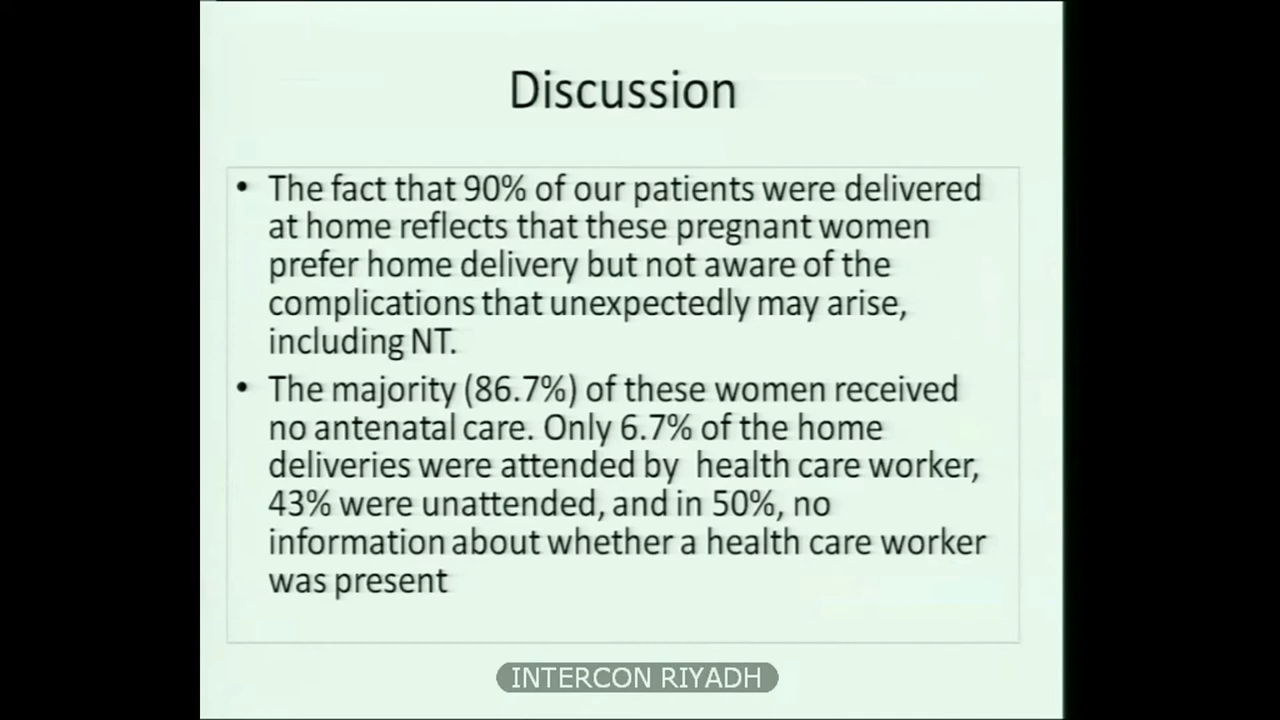 Discussion
• The fact that 90% of our patients were delivered
at home reflects that these pregnant women
prefer home delivery but not aware of the
complications that unexpectedly may arise,
including NT.
• The majority (86.7%) of these women received
no antenatal care. Only 6.7% of the home
deliveries were attended by health care worker,
43% were unattended, and in 50%, no
information about whether a health care worker
was present
INTERCON RIYADH